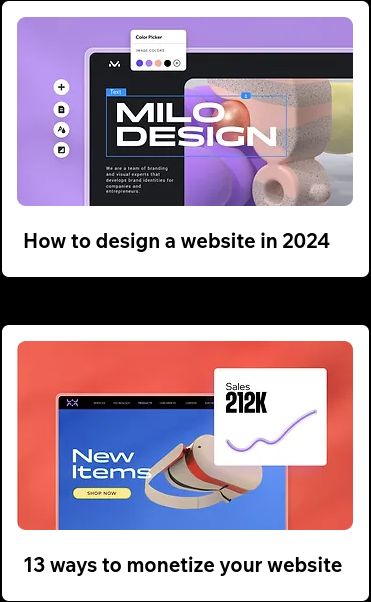 Color Picker
IMAGE COLORS
Text
MILO
DESIGN
We are a team of branding
and visual experts that
develops brand identities for
companies and
entrepreneurs.
How to design a website in 2024
Sales
212K
New
Items
SHOP NOW
13 ways to monetize your website